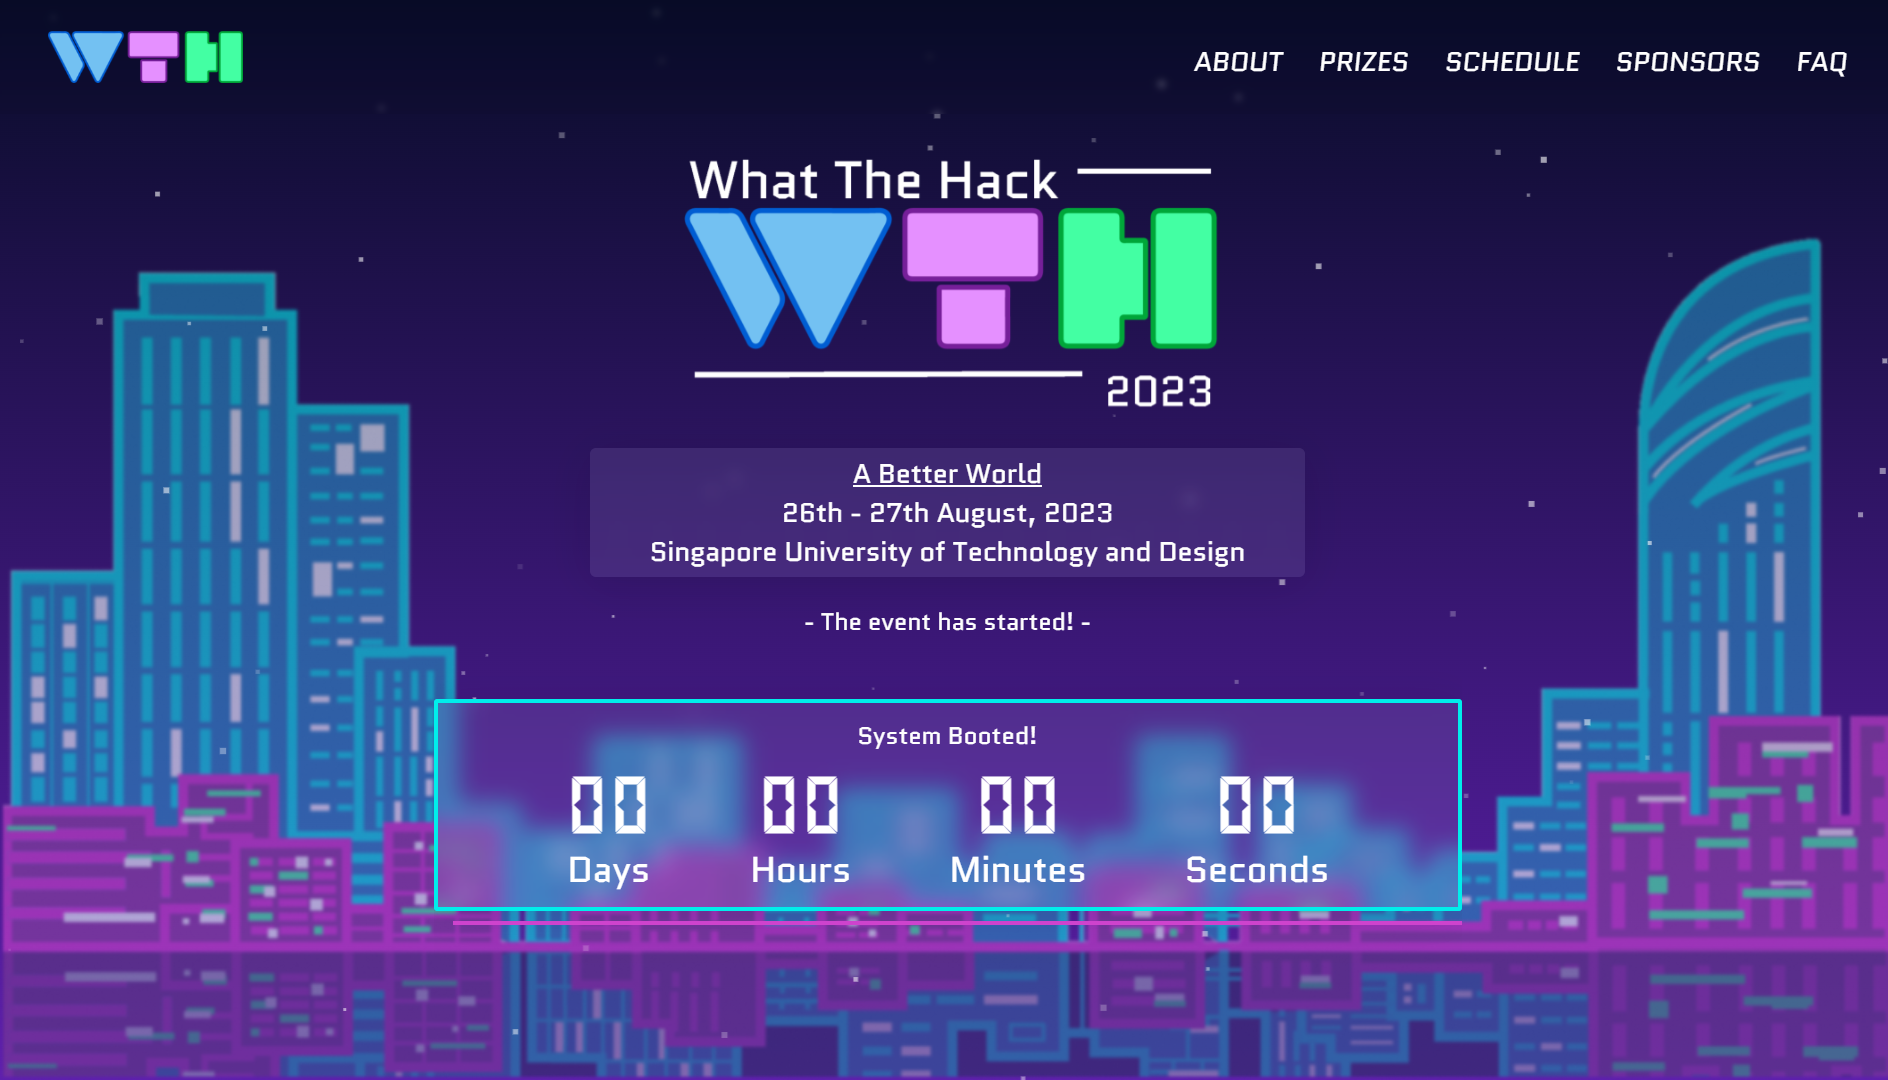 WTH
ABOUT PRIZES SCHEDULE SPONSORS FAQ
What The Hack
WTH
2023
A Better World
26th - 27th August, 2023
Singapore University of Technology and Design
- The event has started! -
System Booted!
00 00 00 00
Days Hours Minutes Seconds